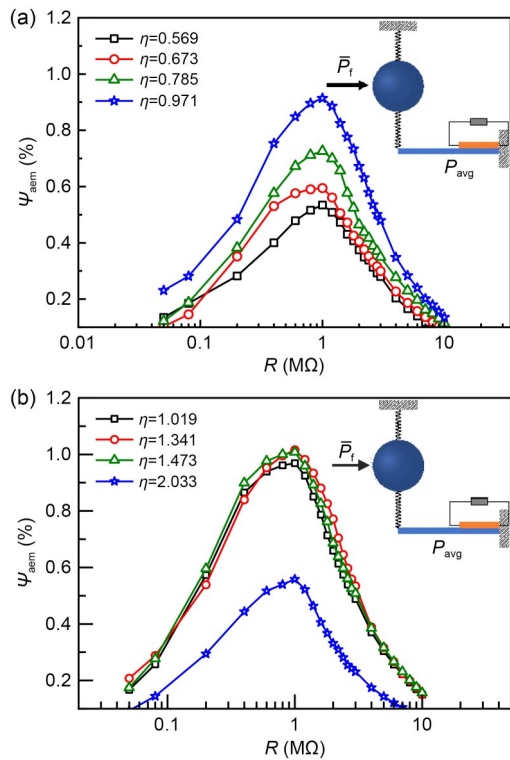 (a)
η=0.569
η=0.673
η=0.785
η=0.971
P̄f
Pavg
1.2
1.0
0.8
0.6
0.4
0.2
Ψaem (%)
0.01 0.1 1 10
R (MΩ)
(b)
η=1.019
η=1.341
η=1.473
η=2.033
P̄f
Pavg
1.2
1.0
0.8
0.6
0.4
0.2
Ψaem (%)
0.1 1 10
R (MΩ)